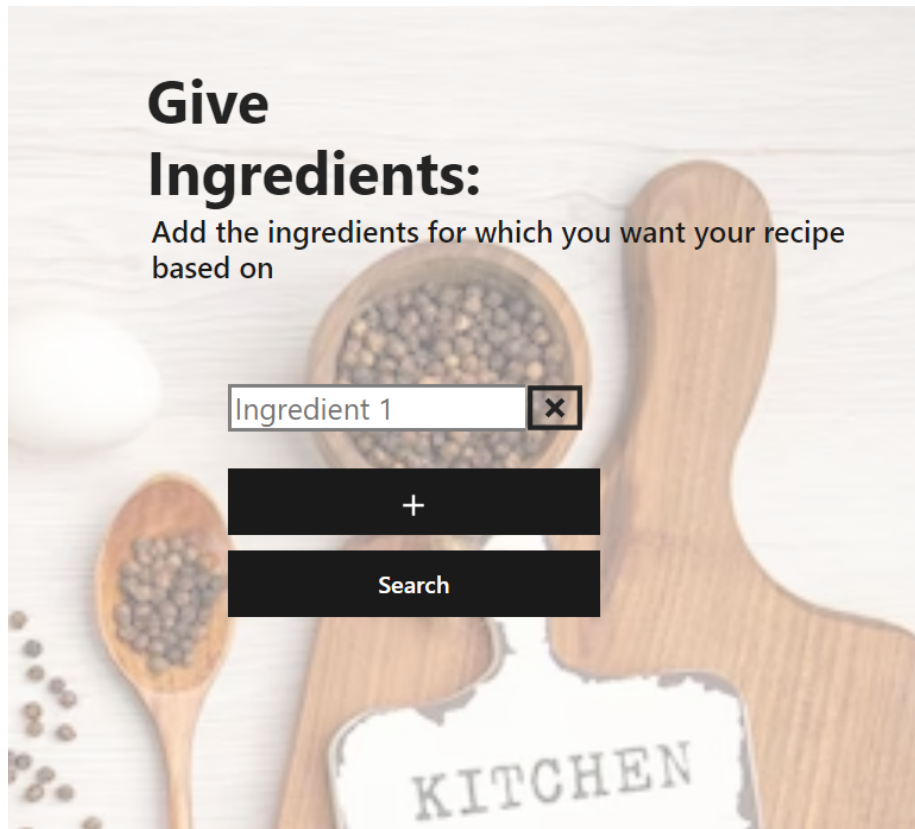 Give
Ingredients:
Add the ingredients for which you want your recipe
based on
Ingredient 1
+
Search
KITCHEN